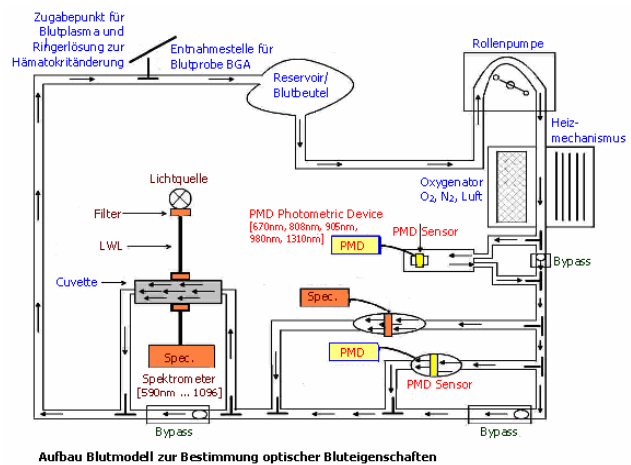 Zugabepunkt für
Blutplasma und
Ringerlösung zur
Hämatokritänderung
Entnahmestelle für
Blutprobe BGA
Reservoir/
Blutbeutel
Rollenpumpe
Heiz-
mechanismus
Oxygenator
O₂, N₂, Luft
Lichtquelle
Filter
LWL
Cuvette
PMD Photometric Device
[670nm, 808nm, 905nm,
980nm, 1310nm]
PMD Sensor
PMD
Bypass
Spec.
PMD
PMD Sensor
Spec.
Spektrometer
[590nm ... 1096]
Bypass
Bypass
Aufbau Blutmodell zur Bestimmung optischer Bluteigenschaften